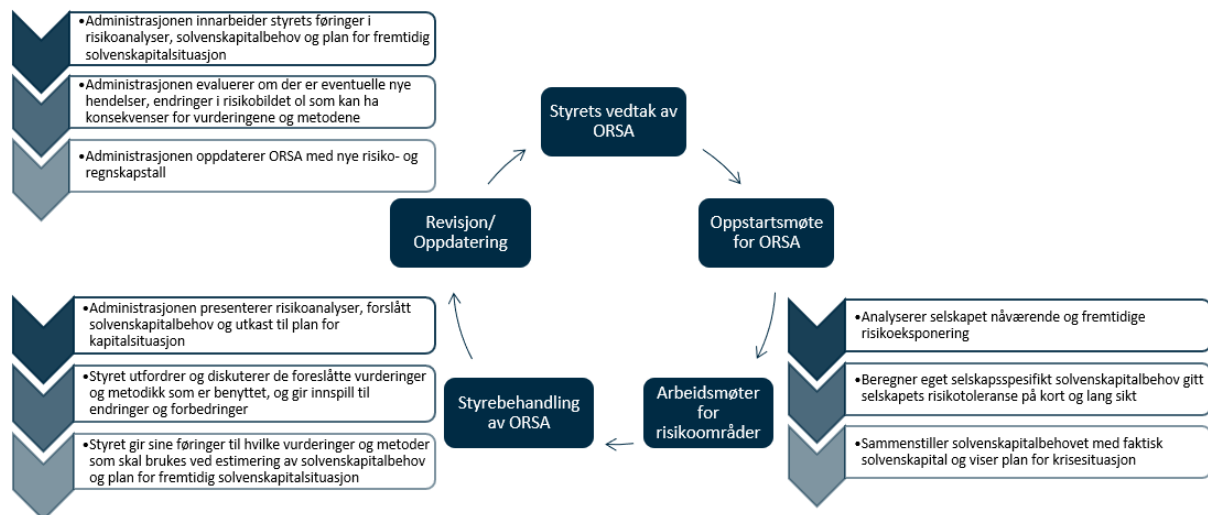 •Administrasjonen innarbeider styrets føringer i
risikoanalyser, solvenskapitalbehov og plan for fremtidig
solvenskapitalsituasjon
•Administrasjonen evaluerer om der er eventuelle nye
hendelser, endringer i risikobildet ol som kan ha
konsekvenser for vurderingene og metodene
•Administrasjonen oppdaterer ORSA med nye risiko- og
regnskapstall
Styrets vedtak av
ORSA
Oppstartsmøte
for ORSA
Arbeidsmøter
for
risikoområder
Styrebehandling
av ORSA
Revisjon/
Oppdatering
•Administrasjonen presenterer risikoanalyser, forslått
solvenskapitalbehov og utkast til plan for
kapitalsituasjon
•Styret utfordrer og diskuterer de foreslåtte vurderinger
og metodikk som er benyttet, og gir innspill til
endringer og forbedringer
•Styret gir sine føringer til hvilke vurderinger og metoder
som skal brukes ved estimering av solvenskapitalbehov
og plan for fremtidig solvenskapitalsituasjon
•Analyserer selskapet nåværende og fremtidige
risikoeksponering
•Beregner eget selskapsspesifikt solvenskapitalbehov gitt
selskapets risikotoleranse på kort og lang sikt
•Sammenstiller solvenskapitalbehovet med faktisk
solvenskapital og viser plan for krisesituasjon